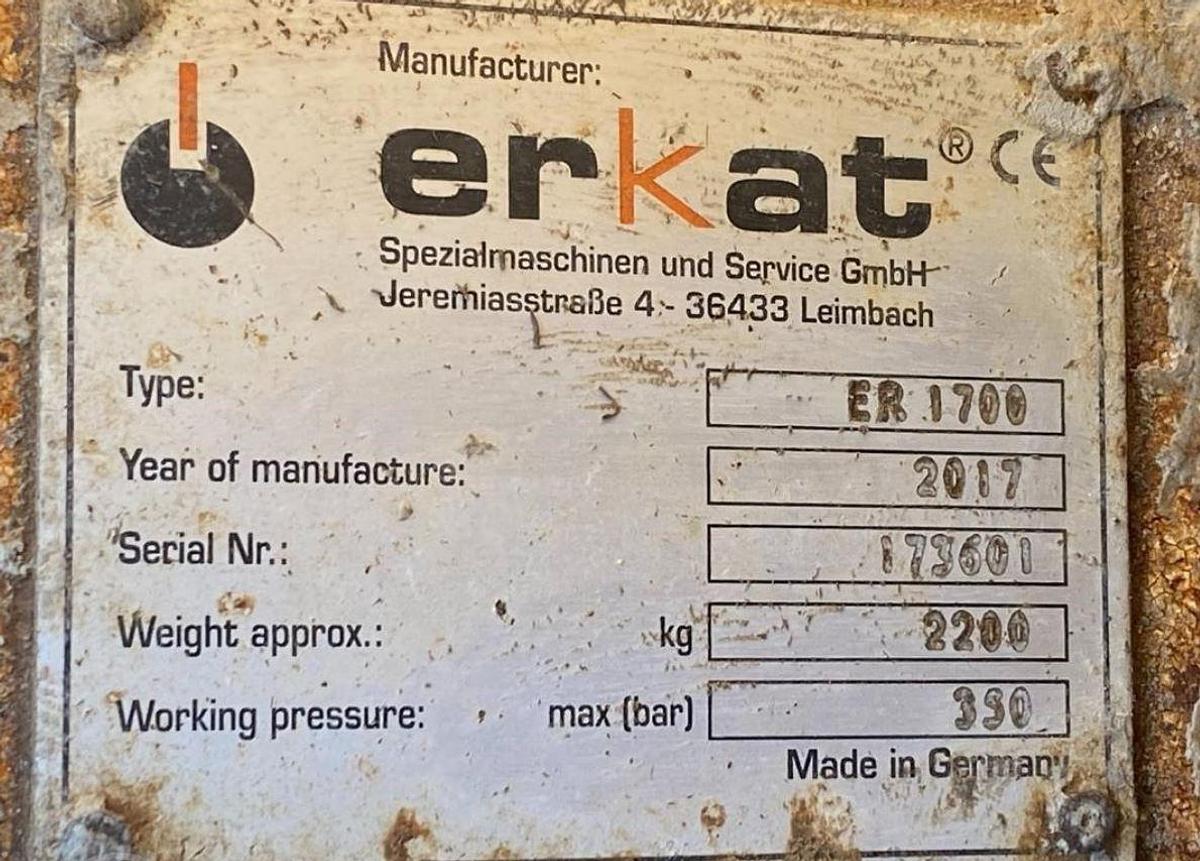 Manufacturer:
erkat® CE
Spezialmaschinen und Service GmbH
Jeremiasstraße 4 - 36433 Leimbach
Type: ER 1700
Year of manufacture: 2017
Serial Nr.: 173601
Weight approx.: kg 2200
Working pressure: max (bar) 350
Made in Germany